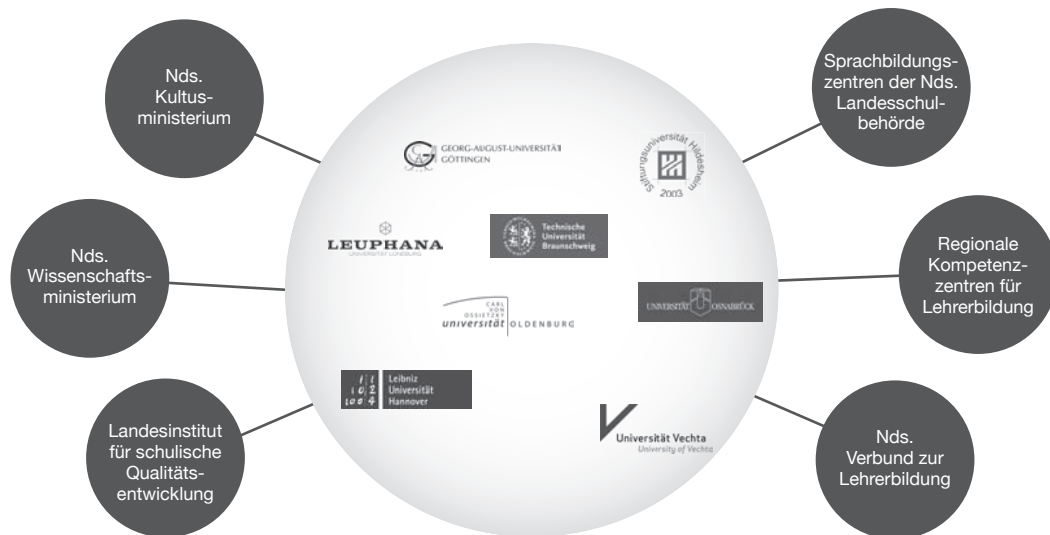 Nds.
Kultus-
ministerium
Nds.
Wissenschafts-
ministerium
Landesinstitut
für schulische
Qualitäts-
entwicklung
GEORG-AUGUST-UNIVERSITÄT
GÖTTINGEN
Stiftungsuniversität Hildesheim
2003
LEUPHANA
UNIVERSITÄT LÜNEBURG
Technische
Universität
Braunschweig
CARL
VON
OSSIETZKY
universität OLDENBURG
UNIVERSITÄT OSNABRÜCK
Leibniz
Universität
Hannover
Universität Vechta
University of Vechta
Sprachbildungs-
zentren der Nds.
Landesschul-
behörde
Regionale
Kompetenz-
zentren für
Lehrerbildung
Nds.
Verbund zur
Lehrerbildung